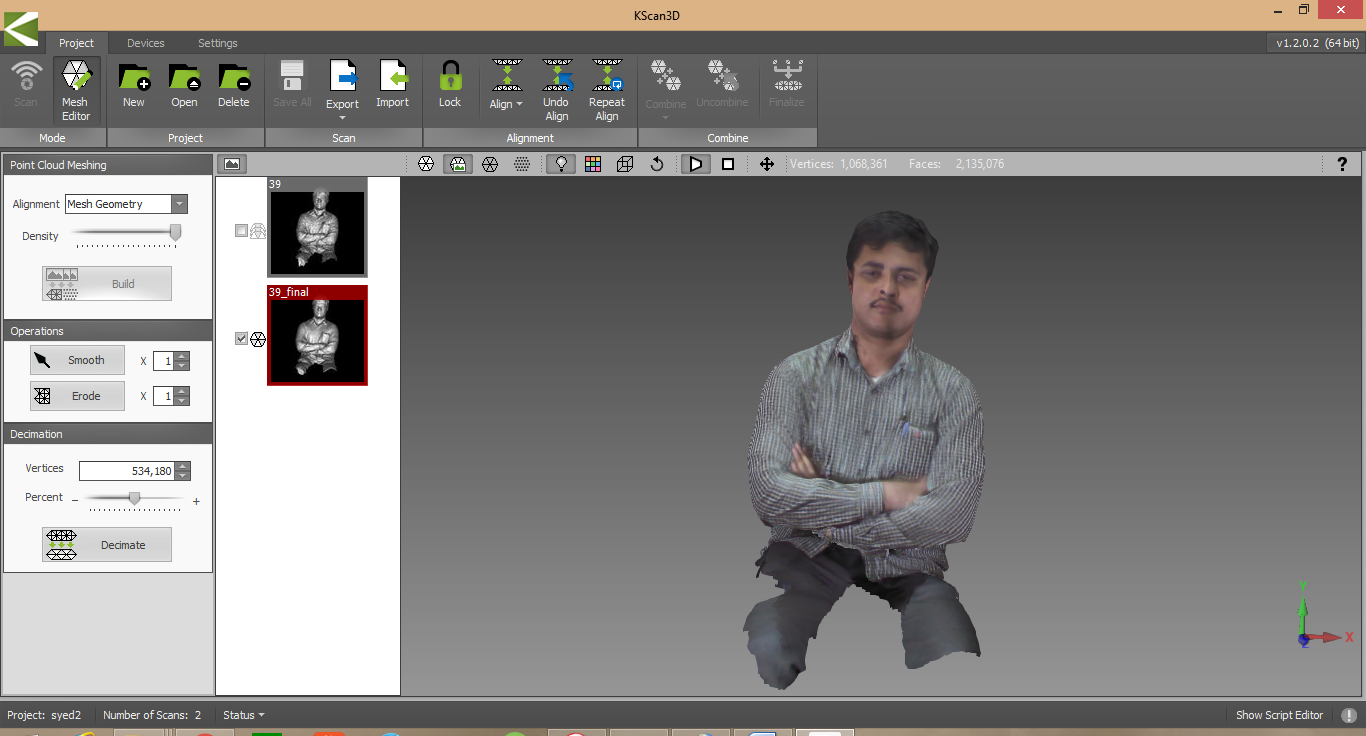 KScan3D
Project Devices Settings v1.2.0.2 (64 bit)
Scan Mesh Editor New Open Delete Save All Export Import Lock Align Undo Align Repeat Align Combine Uncombine Finalize
Mode Project Scan Alignment Combine
Point Cloud Meshing
Vertices: 1,068,361 Faces: 2,135,076 ?
Alignment Mesh Geometry
Density
Build
Operations
Smooth X 1
Erode X 1
Decimation
Vertices 534,180
Percent − +
Decimate
39
39_final
Y
X
Z
Project: syed2 Number of Scans: 2 Status Show Script Editor